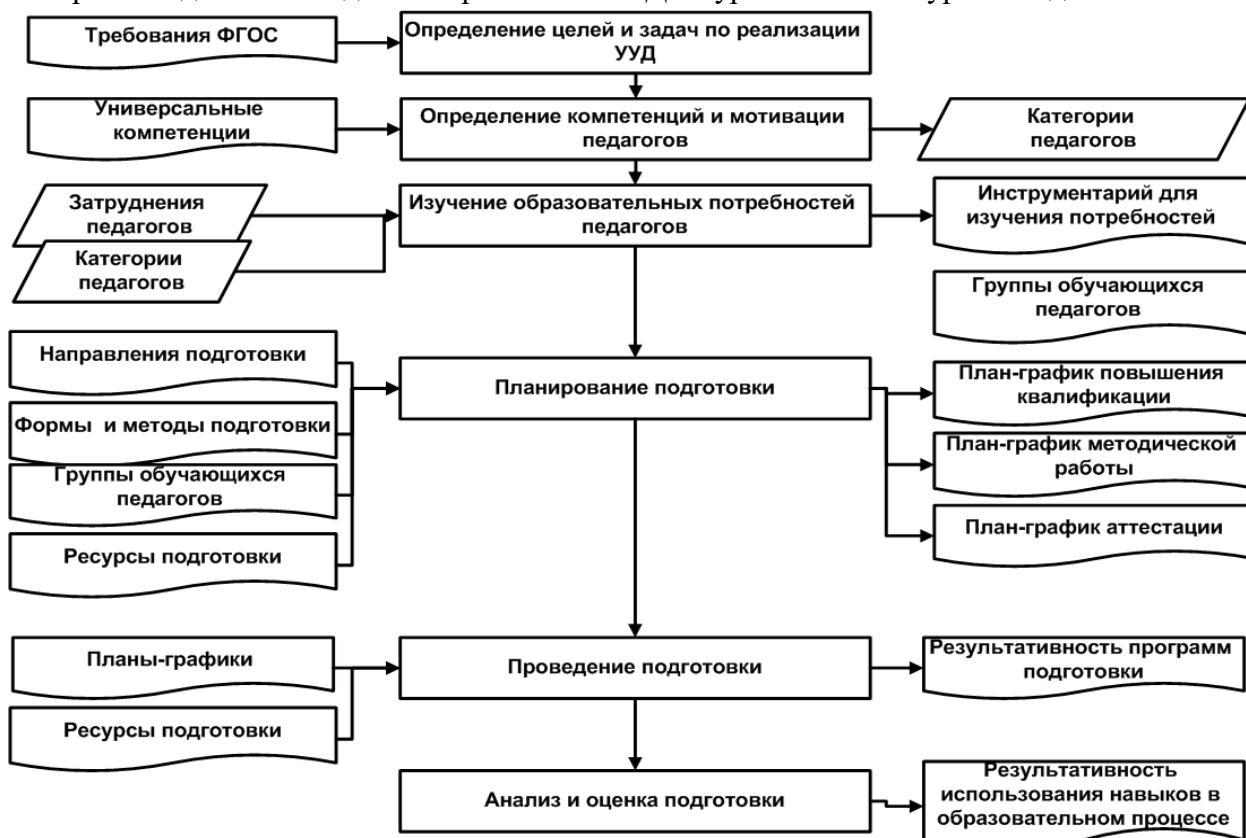 Требования ФГОС
Определение целей и задач по реализации
УУД
Универсальные
компетенции
Определение компетенций и мотивации
педагогов
Категории
педагогов
Затруднения
педагогов
Категории
педагогов
Изучение образовательных потребностей
педагогов
Инструментарий для
изучения потребностей
Группы обучающихся
педагогов
Направления подготовки
Формы и методы подготовки
Группы обучающихся
педагогов
Ресурсы подготовки
Планирование подготовки
План-график повышения
квалификации
План-график методической
работы
План-график аттестации
Планы-графики
Ресурсы подготовки
Проведение подготовки
Результативность программ
подготовки
Анализ и оценка подготовки
Результативность
использования навыков в
образовательном процессе